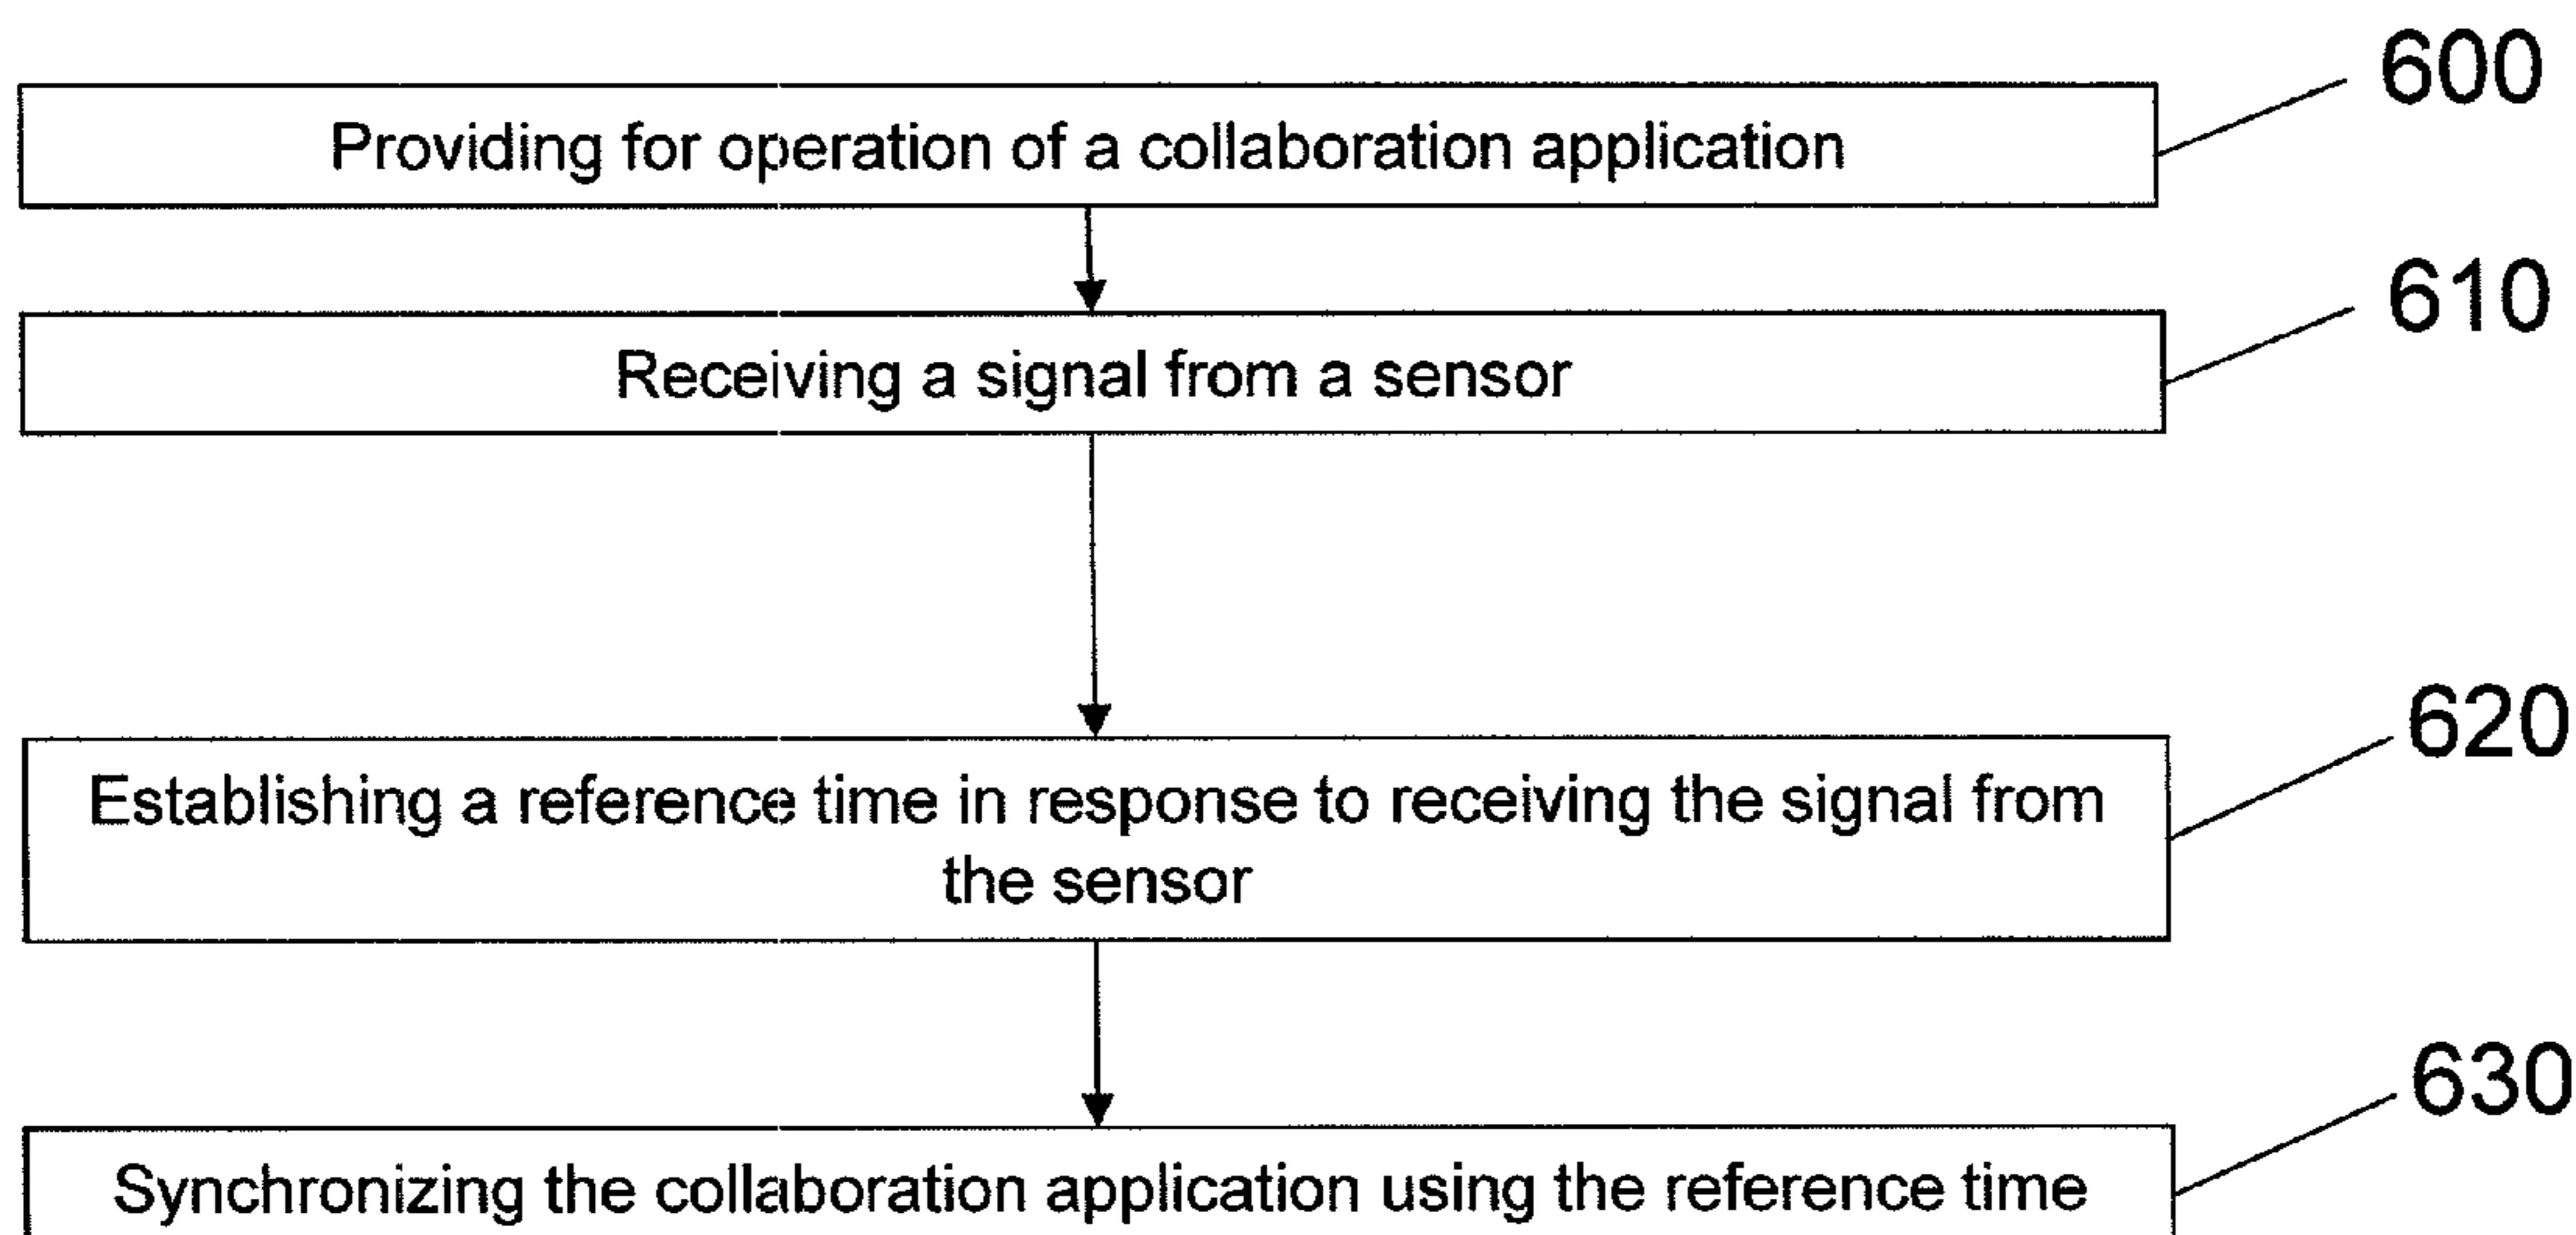 600
Providing for operation of a collaboration application
610
Receiving a signal from a sensor
620
Establishing a reference time in response to receiving the signal from
the sensor
630
Synchronizing the collaboration application using the reference time